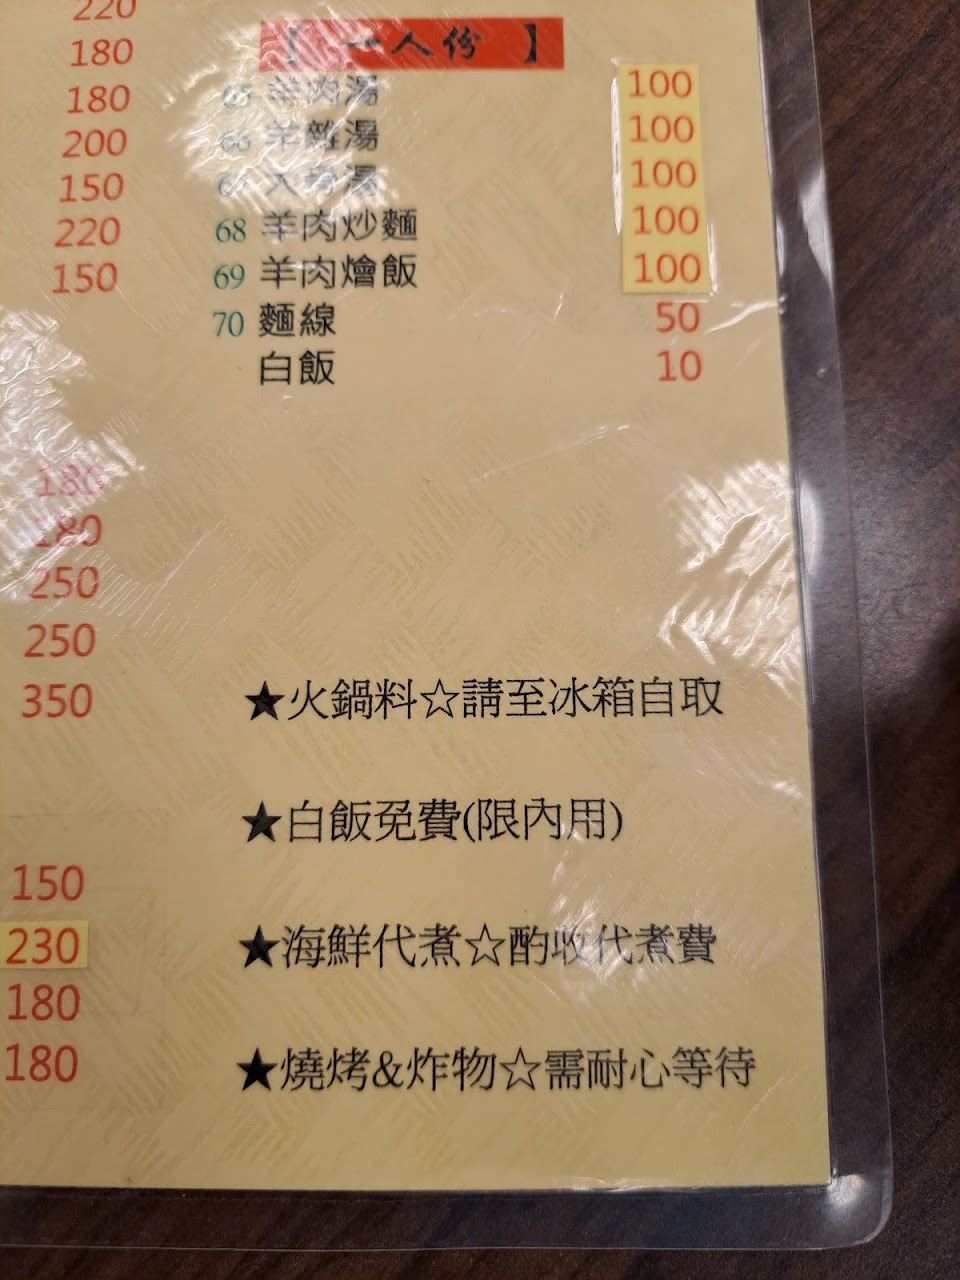 220
180
180
200
150
220
150
180
180
250
250
350
150
230
180
180
【 一人份 】
65 羊肉湯 100
66 羊雜湯 100
67 大骨湯 100
68 羊肉炒麵 100
69 羊肉燴飯 100
70 麵線 50
白飯 10
★火鍋料☆請至冰箱自取
★白飯免費(限內用)
★海鮮代煮☆酌收代煮費
★燒烤&炸物☆需耐心等待